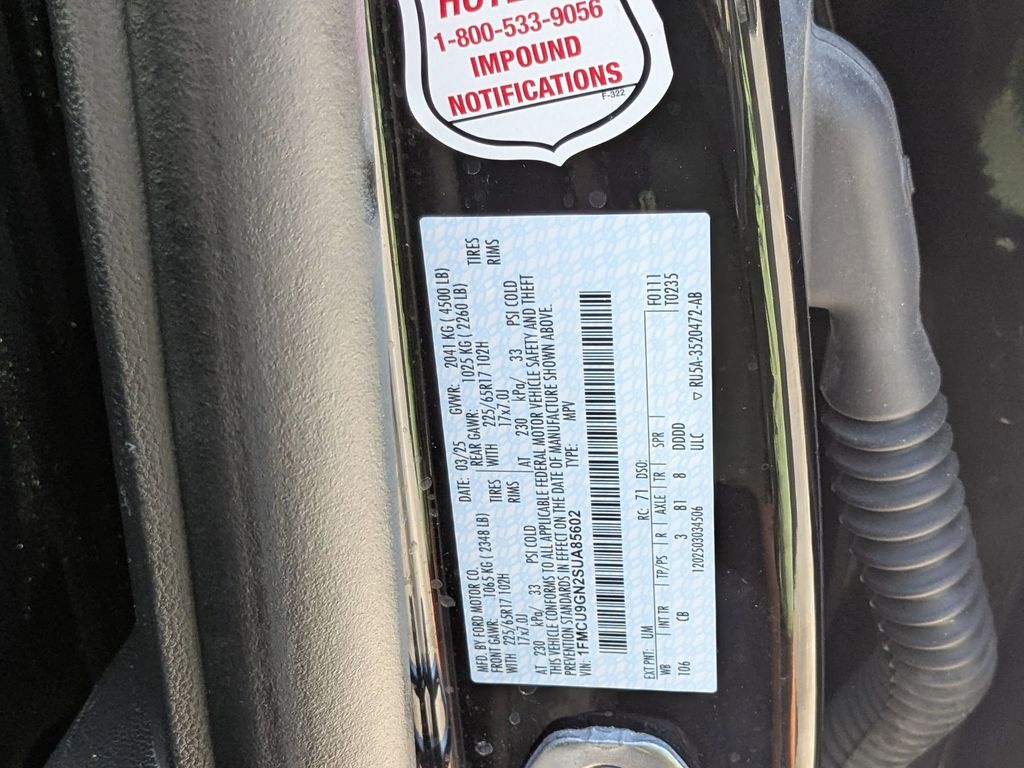 1-800-533-9056
IMPOUND
NOTIFICATIONS
F-322
MFD. BY FORD MOTOR CO.
DATE: 03/25 GVWR: 2041 KG ( 4500 LB)
FRONT GAWR: 1065 KG ( 2348 LB) REAR GAWR: 1025 KG ( 2260 LB)
WITH 225/65R17 102H TIRES WITH 225/65R17 102H TIRES
17x7.0J RIMS 17x7.0J RIMS
AT 230 kPa/ 33 PSI COLD AT 230 kPa/ 33 PSI COLD
THIS VEHICLE CONFORMS TO ALL APPLICABLE FEDERAL MOTOR VEHICLE SAFETY AND THEFT
PREVENTION STANDARDS IN EFFECT ON THE DATE OF MANUFACTURE SHOWN ABOVE.
VIN: 1FMCU9GN2SUA85602 TYPE: MPV
EXT PNT: UM RC: 71 DSO: F0111
WB INT TR TP/PS R AXLE TR SPR T0235
106 CB 3 B1 8 DDDD
1202503034506 ULC ▽ RU5A-3520472-AB